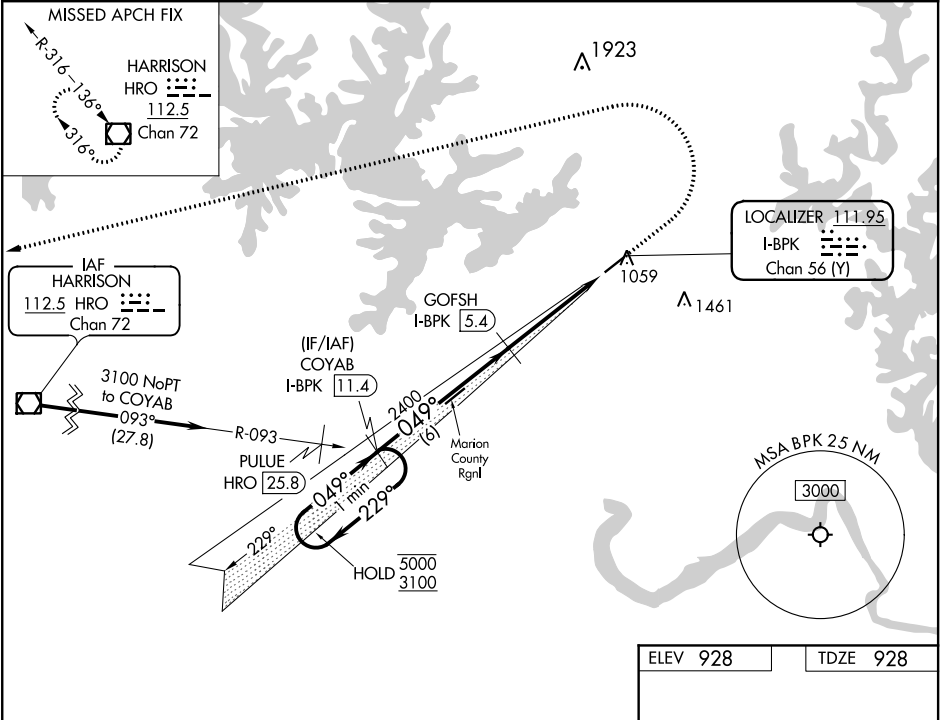 MISSED APCH FIX
R-316
136°
316°
HARRISON
HRO
112.5
Chan 72
1923
LOCALIZER 111.95
I-BPK
Chan 56 (Y)
1059
1461
IAF
HARRISON
112.5 HRO
Chan 72
GOFSH
I-BPK 5.4
(IF/IAF)
COYAB
I-BPK 11.4
3100 NoPT
to COYAB
093°
(27.8)
R-093
PULUE
HRO 25.8
2400
049°
(6)
Marion
County
Rgnl
049°
1 min
229°
229°
HOLD 5000
3100
MSA BPK 25 NM
3000
ELEV 928
TDZE 928